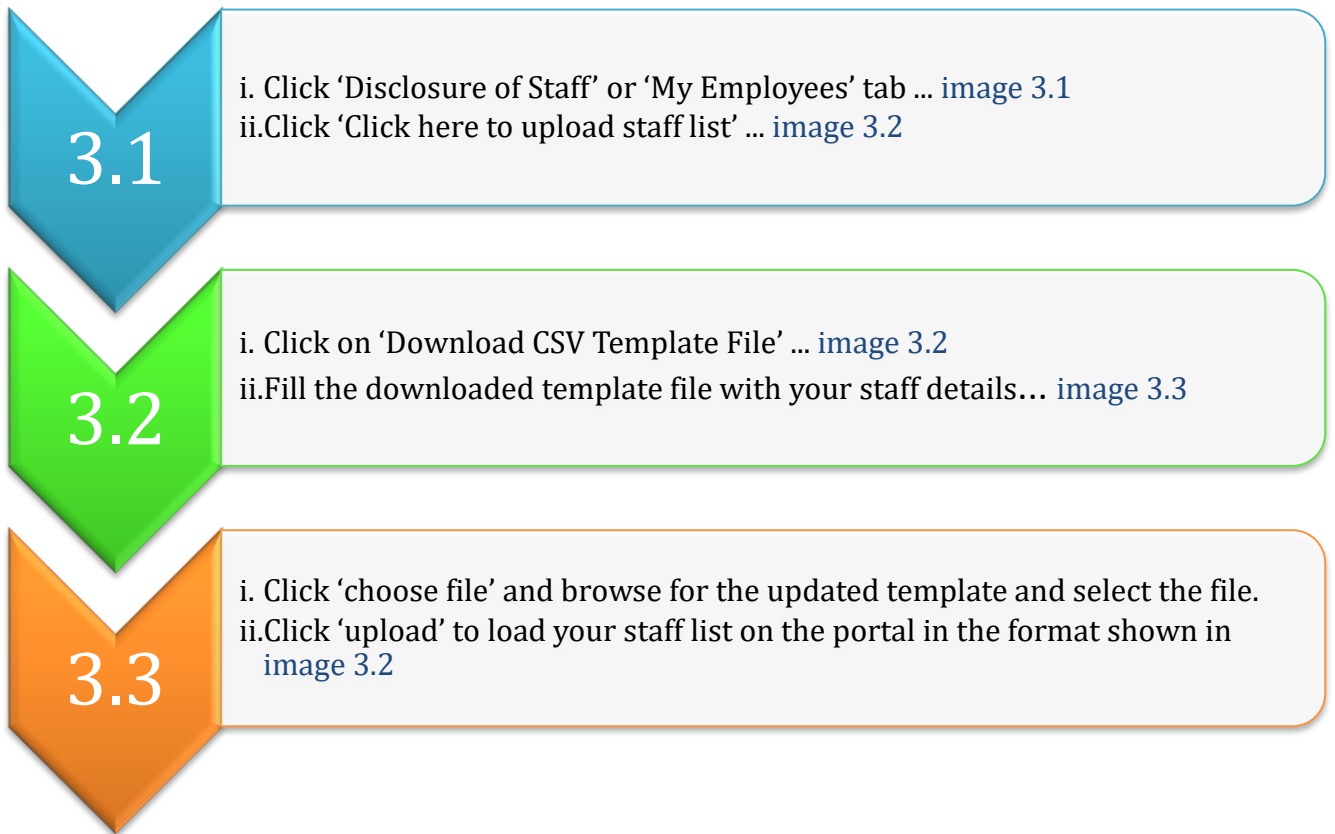 3.1
i. Click ‘Disclosure of Staff’ or ‘My Employees’ tab ... image 3.1
ii.Click ‘Click here to upload staff list’ ... image 3.2
3.2
i. Click on ‘Download CSV Template File’ ... image 3.2
ii.Fill the downloaded template file with your staff details... image 3.3
3.3
i. Click ‘choose file’ and browse for the updated template and select the file.
ii.Click ‘upload’ to load your staff list on the portal in the format shown in
image 3.2